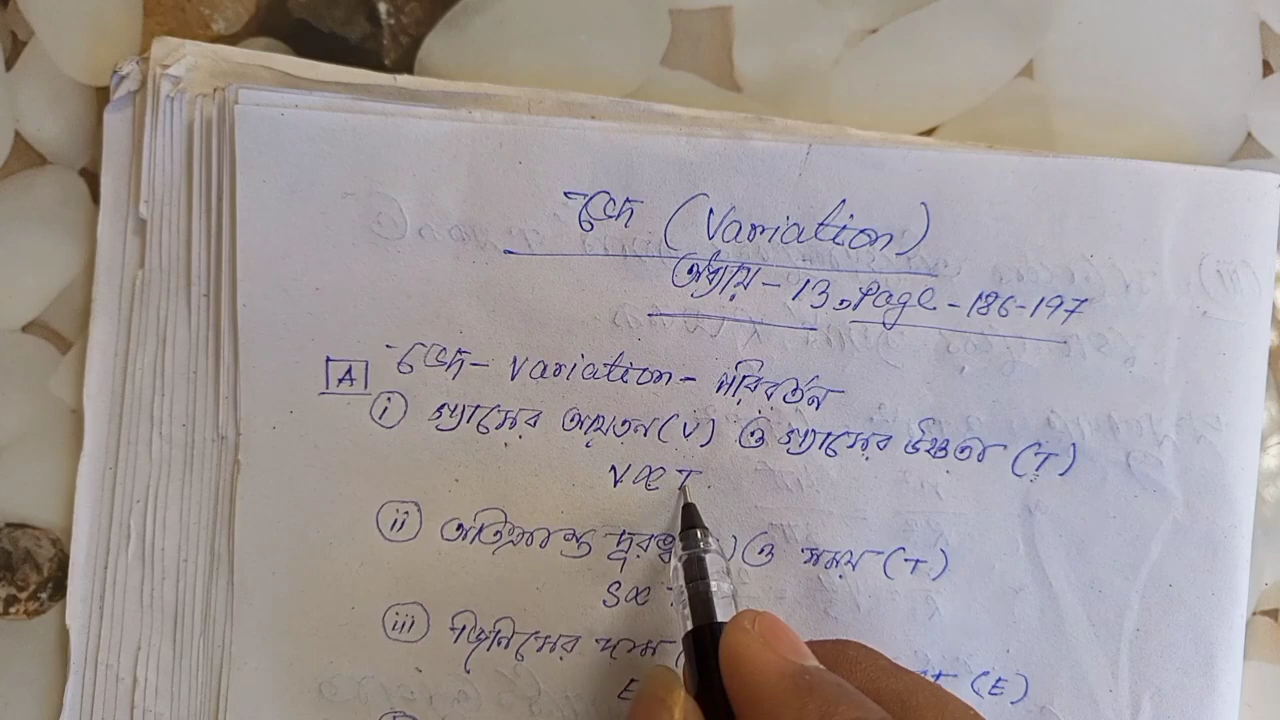 ভেদ (Variation)
অধ্যায় - 13, Page - 186-197
A ভেদ - Variation - পরিবর্তন
i গ্যাসের আয়তন (V) ও গ্যাসের উষ্ণতা (T)
V∝T
ii অতিক্রান্ত দূরত্ব ) ও সময় (T)
S∝
iii জিনিসের দাম ( (E)
E